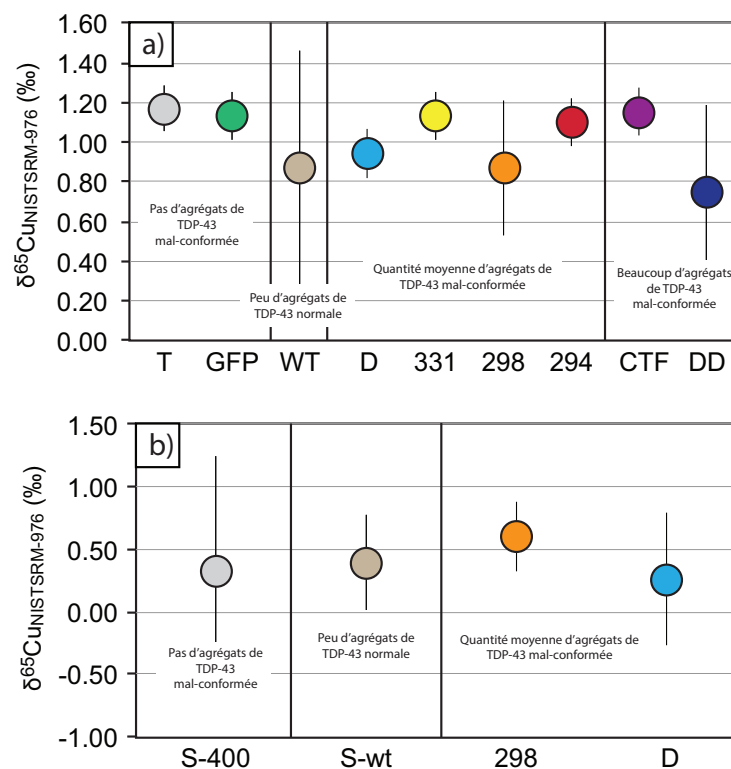 a)
δ65CuNISTSRM-976 (‰)
1.60
1.40
1.20
1.00
0.80
0.60
0.40
0.20
0.00
Pas d'agrégats de
TDP-43
mal-conformée
Peu d'agrégats de
TDP-43 normale
Quantité moyenne d'agrégats de
TDP-43 mal-conformée
Beaucoup d'agrégats
de TDP-43
mal-conformée
T GFP WT D 331 298 294 CTF DD
b)
δ65CuNISTSRM-976 (‰)
1.50
1.00
0.50
0.00
-0.50
-1.00
Pas d'agrégats de
TDP-43
mal-conformée
Peu d'agrégats de
TDP-43 normale
Quantité moyenne d'agrégats de
TDP-43 mal-conformée
S-400 S-wt 298 D